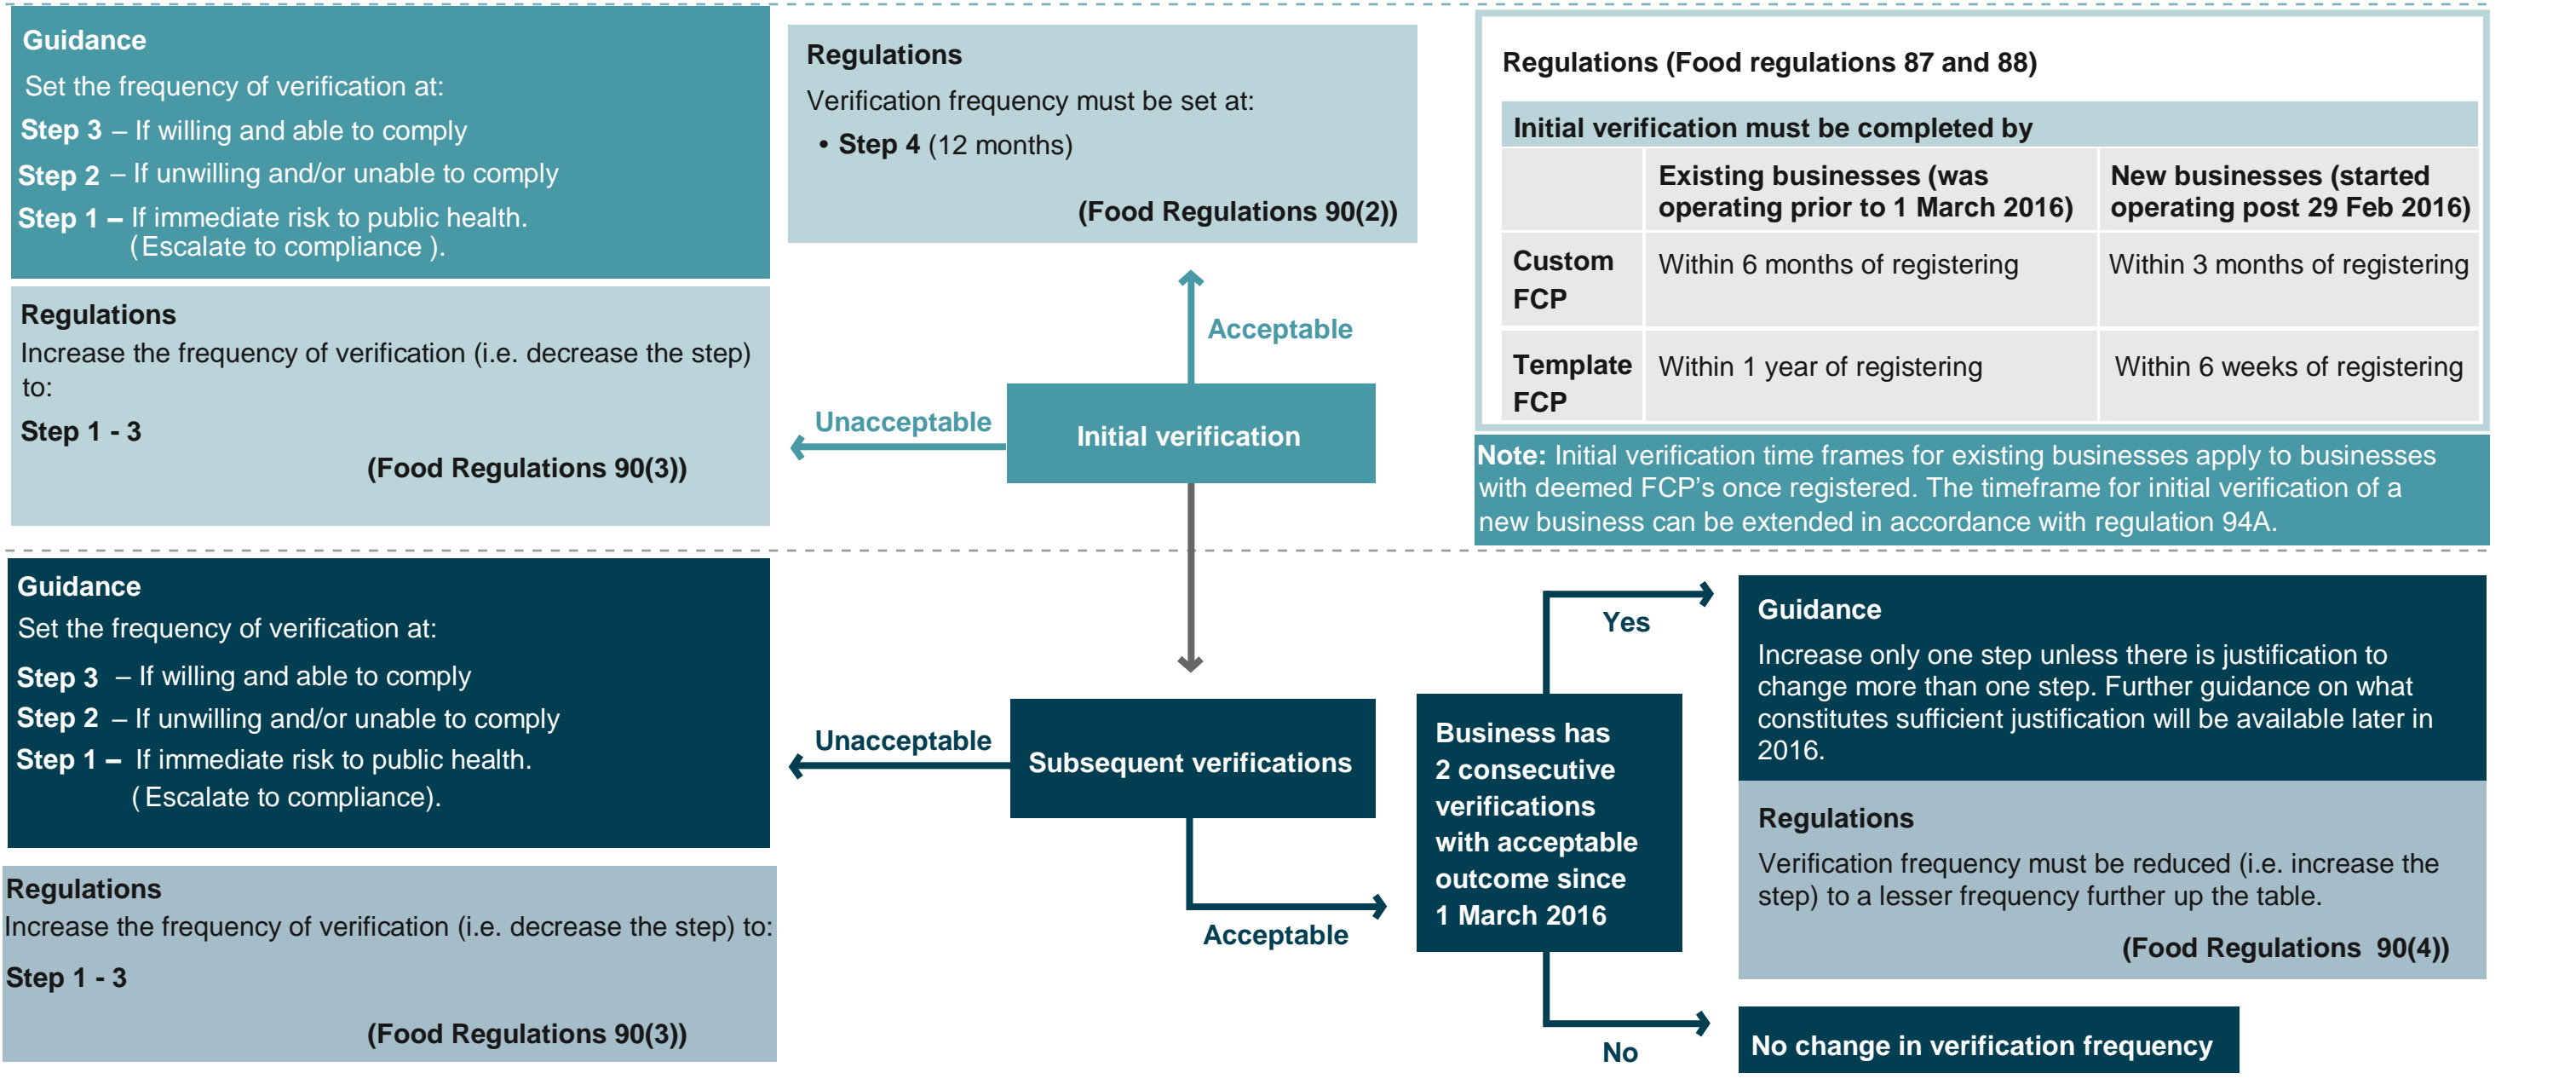 Guidance
Set the frequency of verification at:
Step 3 – If willing and able to comply
Step 2 – If unwilling and/or unable to comply
Step 1 – If immediate risk to public health.
(Escalate to compliance ).
Regulations
Increase the frequency of verification (i.e. decrease the step)
to:
Step 1 - 3
(Food Regulations 90(3))
Regulations
Verification frequency must be set at:
• Step 4 (12 months)
(Food Regulations 90(2))
Acceptable
Unacceptable
Initial verification
Regulations (Food regulations 87 and 88)
Initial verification must be completed by
Existing businesses (was
operating prior to 1 March 2016)
New businesses (started
operating post 29 Feb 2016)
Custom
FCP
Within 6 months of registering
Within 3 months of registering
Template
FCP
Within 1 year of registering
Within 6 weeks of registering
Note: Initial verification time frames for existing businesses apply to businesses
with deemed FCP’s once registered. The timeframe for initial verification of a
new business can be extended in accordance with regulation 94A.
Guidance
Set the frequency of verification at:
Step 3 – If willing and able to comply
Step 2 – If unwilling and/or unable to comply
Step 1 – If immediate risk to public health.
(Escalate to compliance).
Regulations
Increase the frequency of verification (i.e. decrease the step) to:
Step 1 - 3
(Food Regulations 90(3))
Unacceptable
Subsequent verifications
Acceptable
Business has
2 consecutive
verifications
with acceptable
outcome since
1 March 2016
Yes
Guidance
Increase only one step unless there is justification to
change more than one step. Further guidance on what
constitutes sufficient justification will be available later in
2016.
Regulations
Verification frequency must be reduced (i.e. increase the
step) to a lesser frequency further up the table.
(Food Regulations 90(4))
No
No change in verification frequency